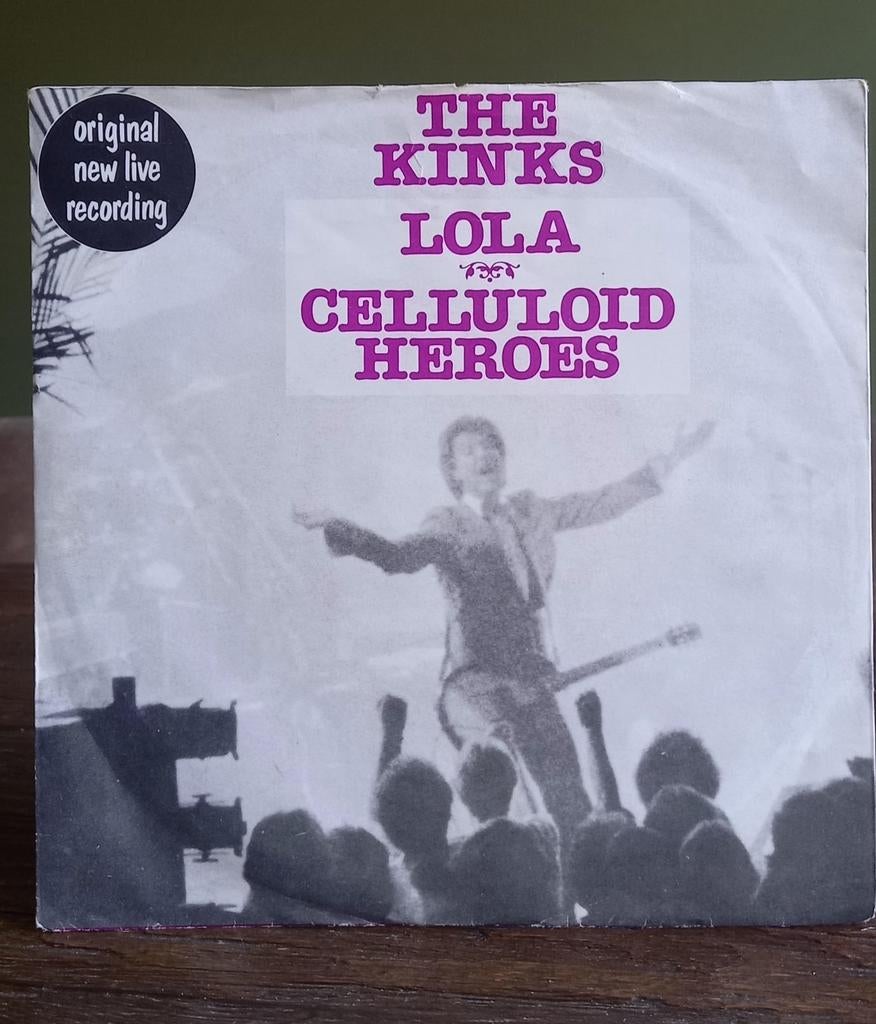 original
new live
recording
THE
KINKS
LOLA
CELLULOID
HEROES